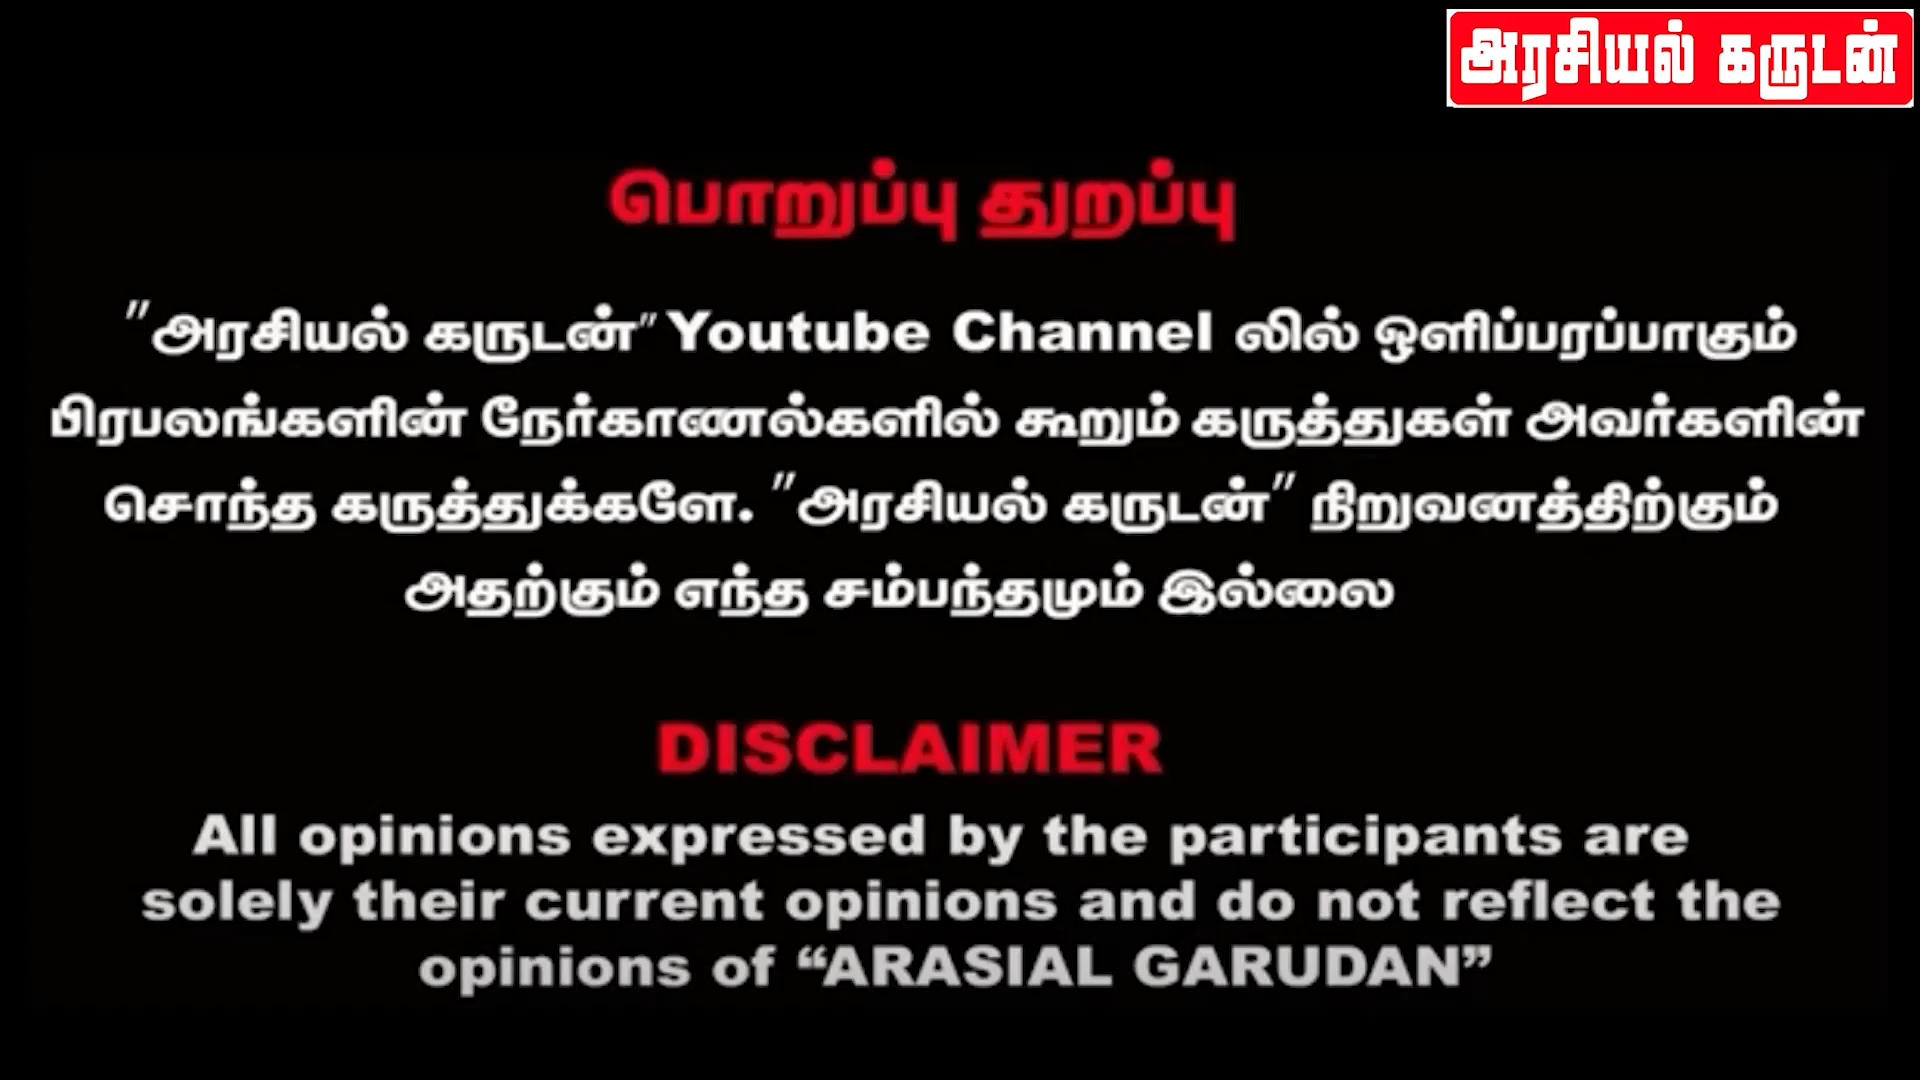 அரசியல் கருடன்
பொறுப்பு துறப்பு
"அரசியல் கருடன்" Youtube Channel லில் ஒளிப்பரப்பாகும்
பிரபலங்களின் நேர்காணல்களில் கூறும் கருத்துகள் அவர்களின்
சொந்த கருத்துக்களே. "அரசியல் கருடன்" நிறுவனத்திற்கும்
அதற்கும் எந்த சம்பந்தமும் இல்லை
DISCLAIMER
All opinions expressed by the participants are
solely their current opinions and do not reflect the
opinions of “ARASIAL GARUDAN”